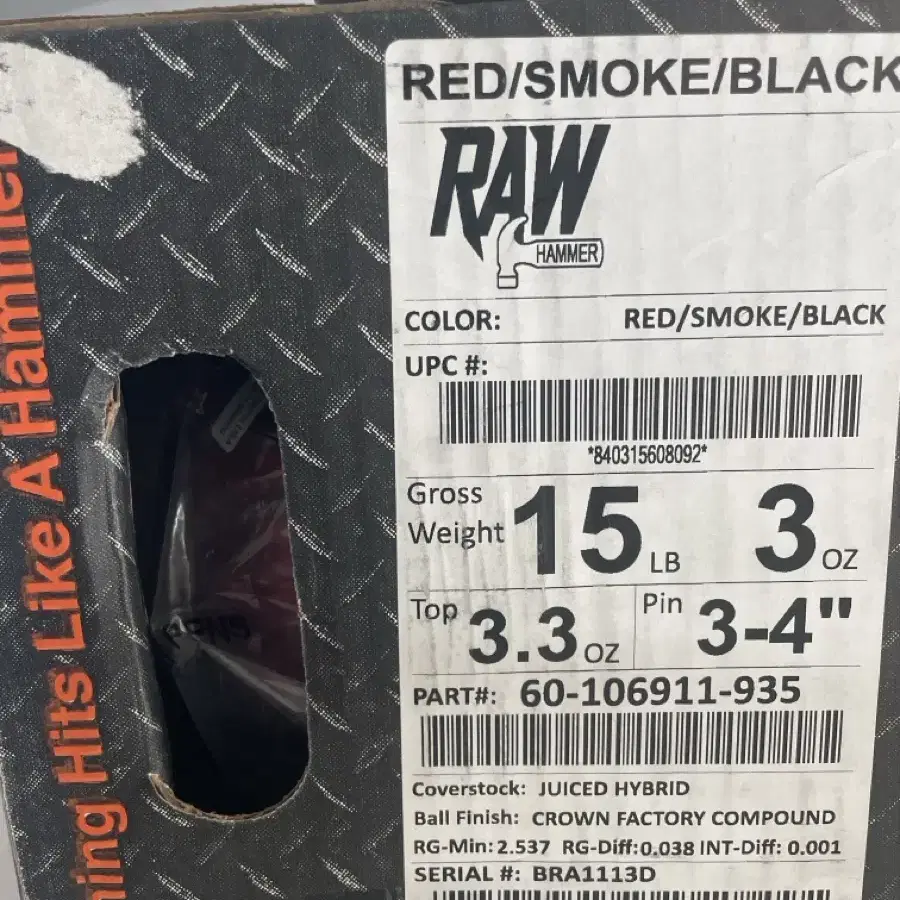 RED/SMOKE/BLACK
RAW
HAMMER
COLOR: RED/SMOKE/BLACK
UPC #:
*840315608092*
Gross Weight 15 LB 3 OZ
Top 3.3 OZ Pin 3-4"
PART#: 60-106911-935
Coverstock: JUICED HYBRID
Ball Finish: CROWN FACTORY COMPOUND
RG-Min: 2.537 RG-Diff:0.038 INT-Diff: 0.001
SERIAL #: BRA1113D
Hits Like A Hammer